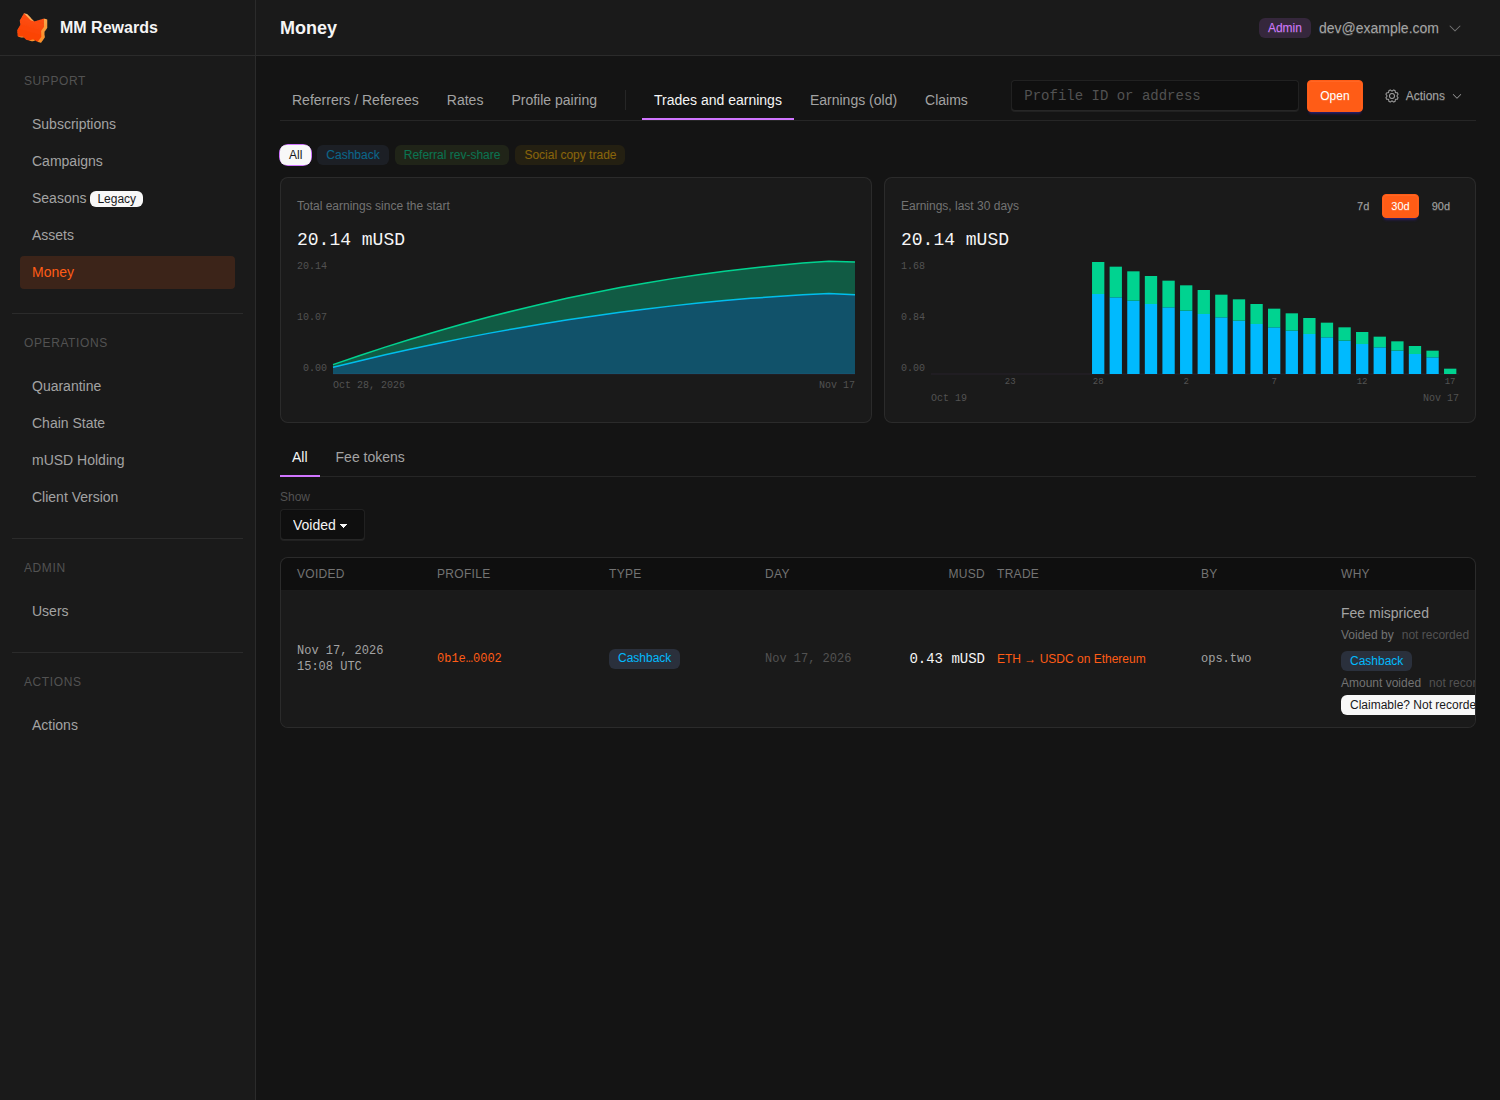 MM Rewards
Money
Admin dev@example.com
SUPPORT
Subscriptions
Campaigns
Seasons Legacy
Assets
Money
OPERATIONS
Quarantine
Chain State
mUSD Holding
Client Version
ADMIN
Users
ACTIONS
Actions
Referrers / Referees Rates Profile pairing Trades and earnings Earnings (old) Claims Profile ID or address Open Actions
All Cashback Referral rev-share Social copy trade
Total earnings since the start
20.14 mUSD
20.14
10.07
0.00
Oct 28, 2026 Nov 17
Earnings, last 30 days 7d 30d 90d
20.14 mUSD
1.68
0.84
0.00
23 28 2 7 12 17
Oct 19 Nov 17
All Fee tokens
Show
Voided
VOIDED PROFILE TYPE DAY MUSD TRADE BY WHY
Nov 17, 2026
15:08 UTC
0b1e…0002 Cashback Nov 17, 2026 0.43 mUSD ETH → USDC on Ethereum ops.two
Fee mispriced
Voided by not recorded
Cashback
Amount voided not recor
Claimable? Not recorde